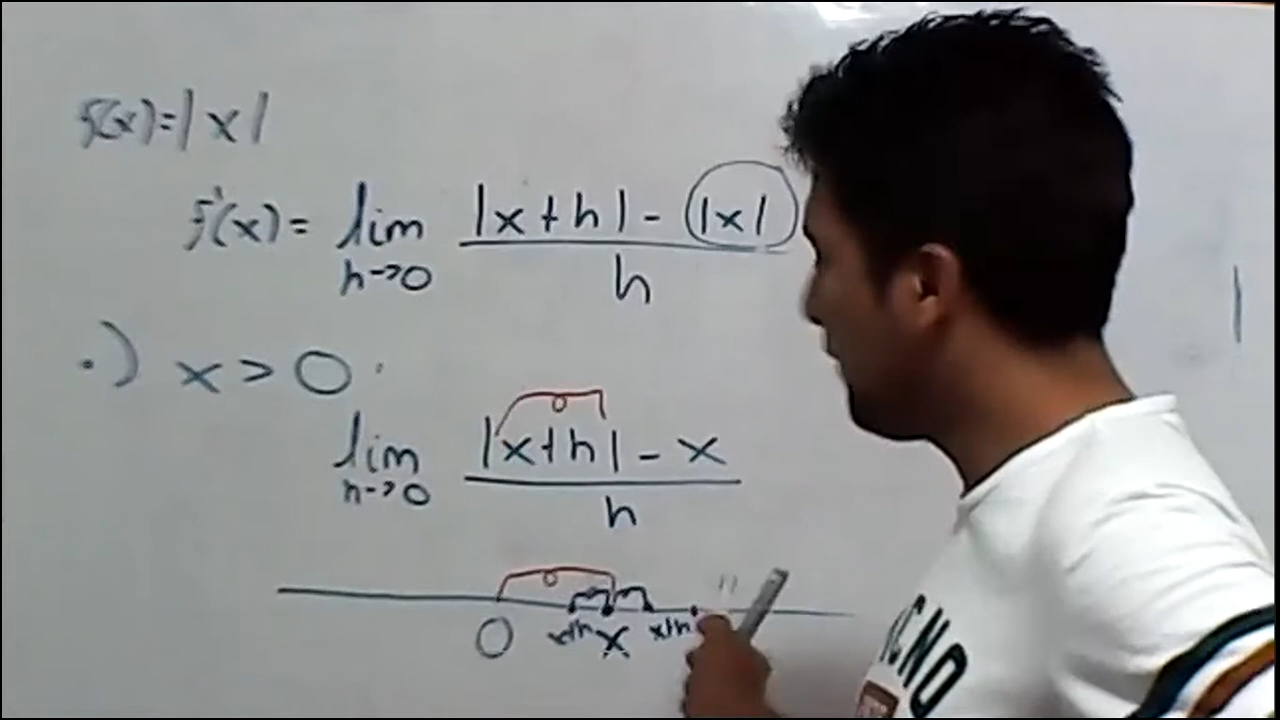 f(x)=|x|
f'(x)= lim h→0 |x+h|-|x| / h
•) x>0
lim h→0 |x+h|-x / h
0 x+h x x+h